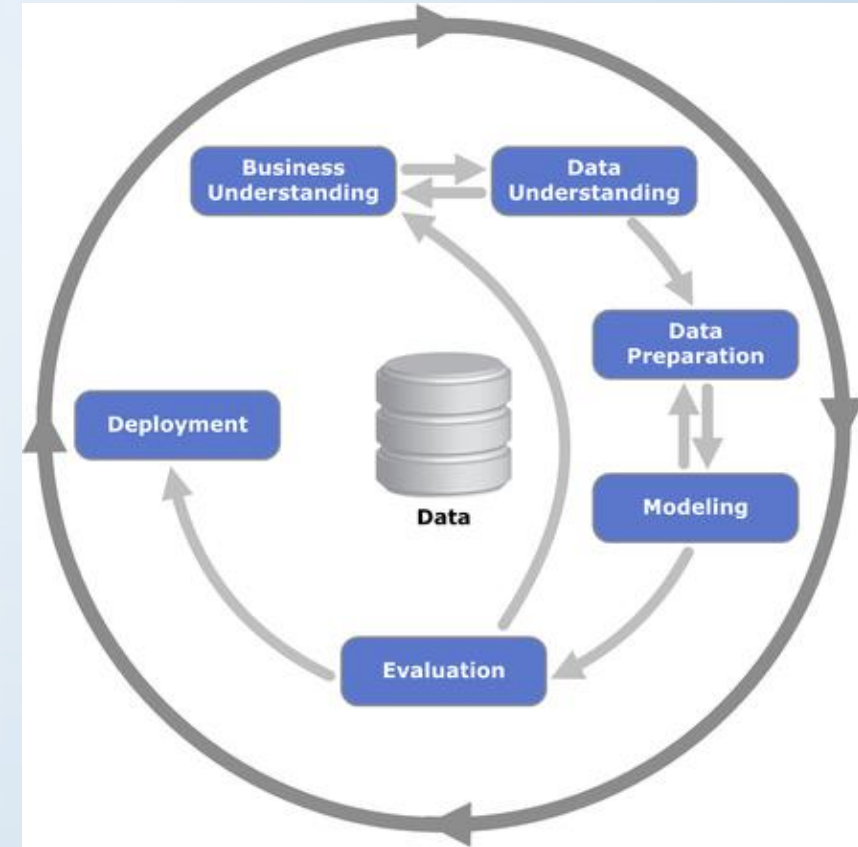 Business
Understanding
Data
Understanding
Data
Preparation
Modeling
Evaluation
Deployment
Data